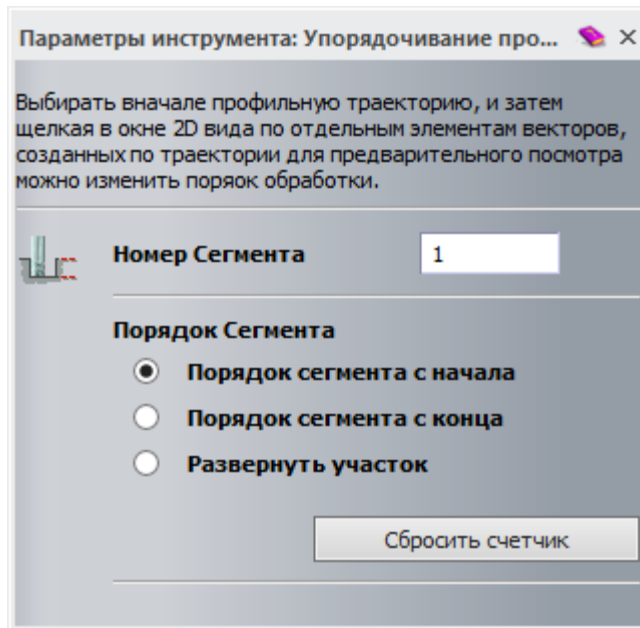 Параметры инструмента: Упорядочивание про...
Выбирать вначале профильную траекторию, и затем
щелкая в окне 2D вида по отдельным элементам векторов,
созданных по траектории для предварительного посмотра
можно изменить поряок обработки.
Номер Сегмента 1
Порядок Сегмента
Порядок сегмента с начала
Порядок сегмента с конца
Развернуть участок
Сбросить счетчик